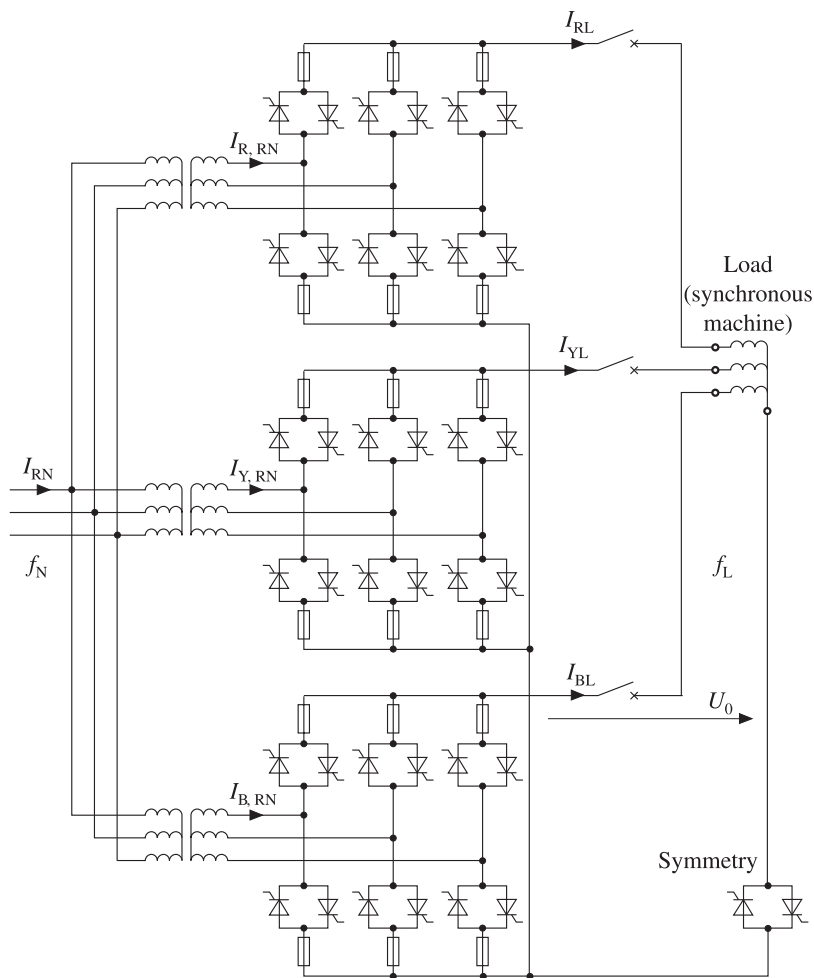 I_RL
I_R, RN
Load
(synchronous
machine)
I_YL
I_RN
I_Y, RN
f_N
f_L
I_BL
U_0
I_B, RN
Symmetry